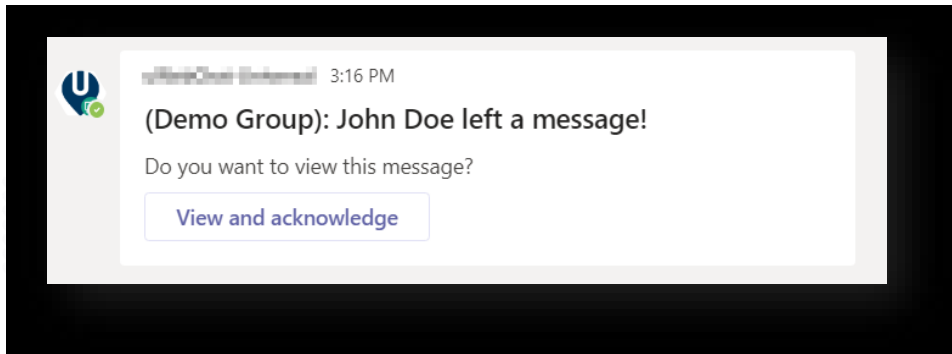 3:16 PM
(Demo Group): John Doe left a message!
Do you want to view this message?
View and acknowledge